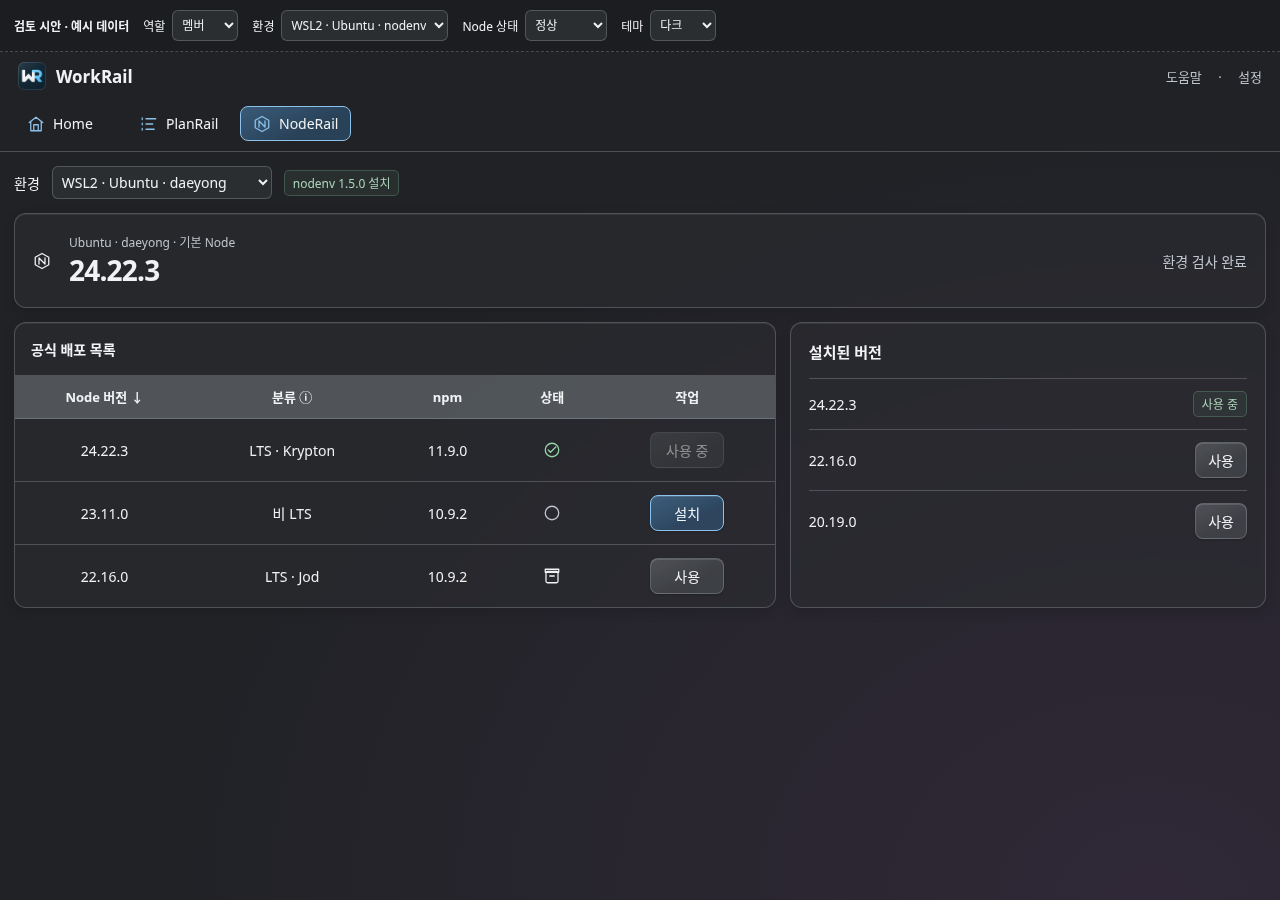 검토 시안 · 예시 데이터 역할 멤버 환경 WSL2 · Ubuntu · nodenv Node 상태 정상 테마 다크
WR WorkRail 도움말 · 설정
Home PlanRail NodeRail
환경 WSL2 · Ubuntu · daeyong nodenv 1.5.0 설치
Ubuntu · daeyong · 기본 Node
24.22.3
환경 검사 완료
공식 배포 목록
Node 버전 ↓ 분류 ⓘ npm 상태 작업
24.22.3 LTS · Krypton 11.9.0 사용 중
23.11.0 비 LTS 10.9.2 설치
22.16.0 LTS · Jod 10.9.2 사용
설치된 버전
24.22.3 사용 중
22.16.0 사용
20.19.0 사용